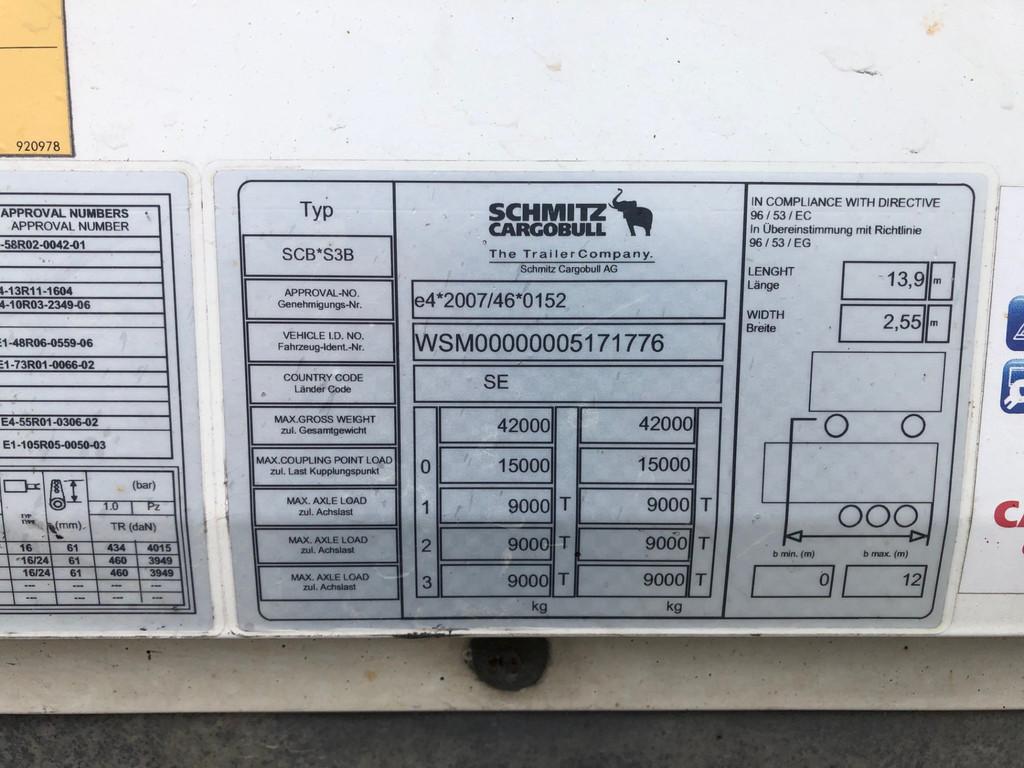 920978
APPROVAL NUMBERS
APPROVAL NUMBER
-58R02-0042-01
4-13R11-1604
4-10R03-2349-06
E1-48R06-0559-06
E1-73R01-0066-02
E4-55R01-0306-02
E1-105R05-0050-03
(bar)
1.0 Pz
TYP
TYPE
(mm)
TR (daN)
16 61 434 4015
16/24 61 460 3949
16/24 61 460 3949
--- --- --- ---
--- --- --- ---
Typ
SCB*S3B
SCHMITZ
CARGOBULL
The Trailer Company.
Schmitz Cargobull AG
APPROVAL-NO.
Genehmigungs-Nr.
e4*2007/46*0152
VEHICLE I.D. NO.
Fahrzeug-Ident.-Nr.
WSM00000005171776
COUNTRY CODE
Länder Code
SE
MAX.GROSS WEIGHT
zul. Gesamtgewicht
42000 42000
MAX.COUPLING POINT LOAD
zul. Last Kupplungspunkt
0 15000 15000
MAX. AXLE LOAD
zul. Achslast
1 9000 T 9000 T
MAX. AXLE LOAD
zul. Achslast
2 9000 T 9000 T
MAX. AXLE LOAD
zul. Achslast
3 9000 T 9000 T
kg kg
IN COMPLIANCE WITH DIRECTIVE
96 / 53 / EC
In Übereinstimmung mit Richtlinie
96 / 53 / EG
LENGHT
Länge
13,9 m
WIDTH
Breite
2,55 m
b min. (m) b max. (m)
0 12
CA